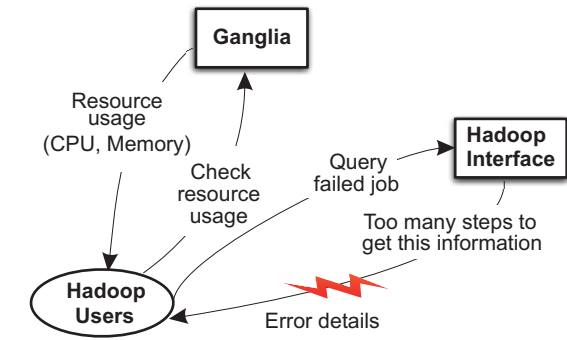 Ganglia
Resource
usage
(CPU, Memory)
Check
resource
usage
Query
failed job
Hadoop
Interface
Too many steps to
get this information
Hadoop
Users
Error details